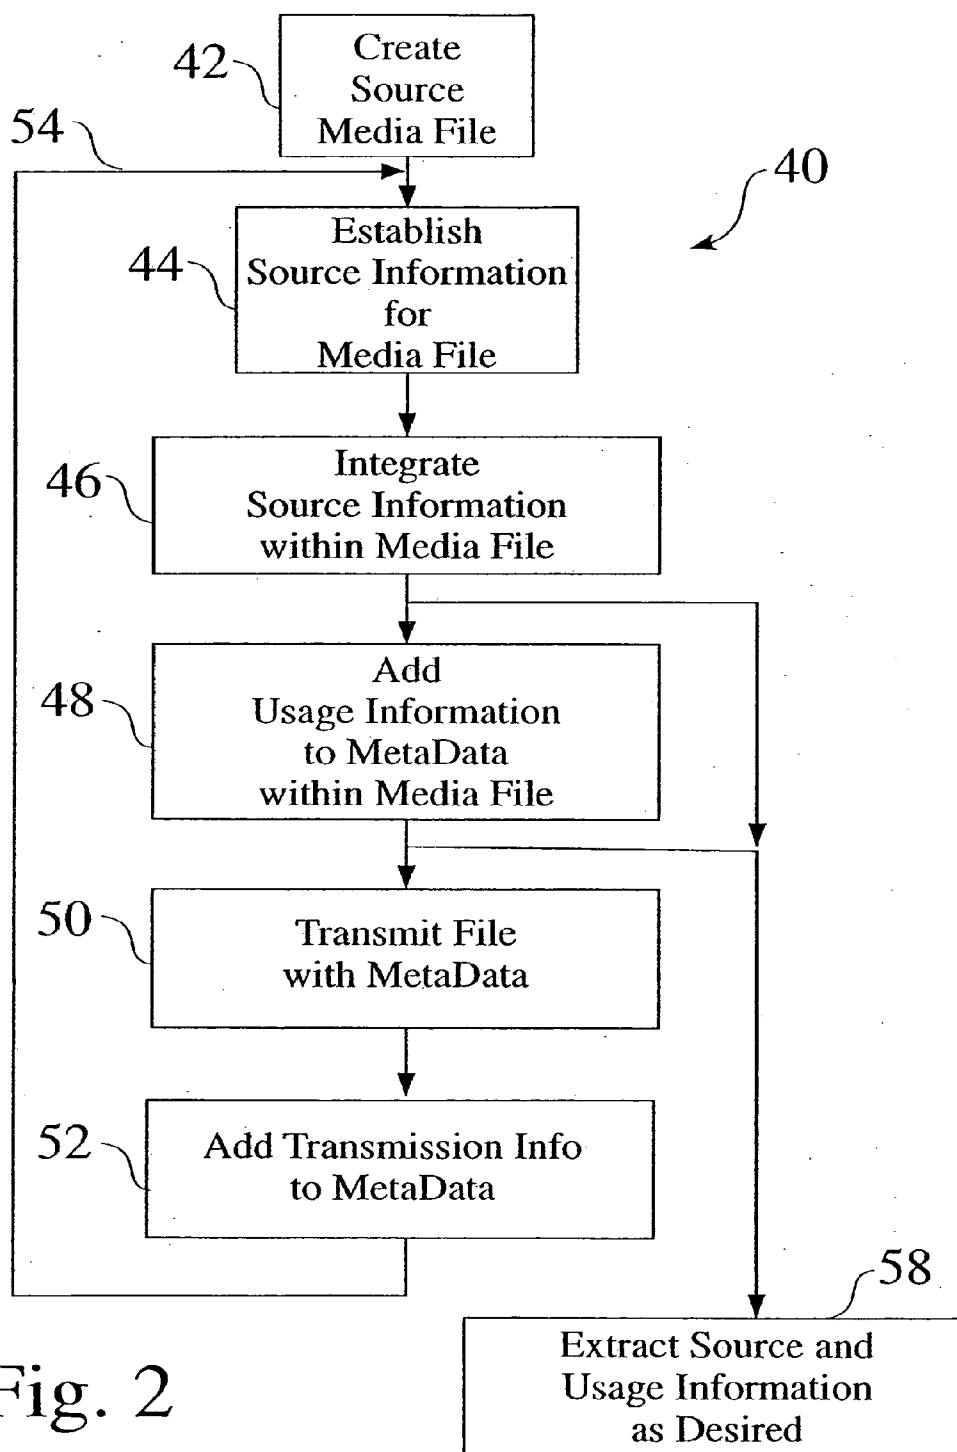 42
Create
Source
Media File
54
40
44
Establish
Source Information
for
Media File
46
Integrate
Source Information
within Media File
48
Add
Usage Information
to MetaData
within Media File
50
Transmit File
with MetaData
52
Add Transmission Info
to MetaData
58
Extract Source and
Usage Information
as Desired
Fig. 2